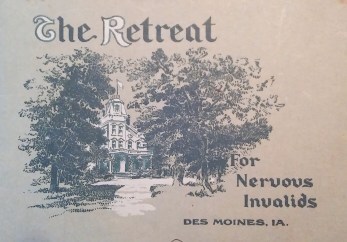 The Retreat
For
Nervous
Invalids
DES MOINES, IA.